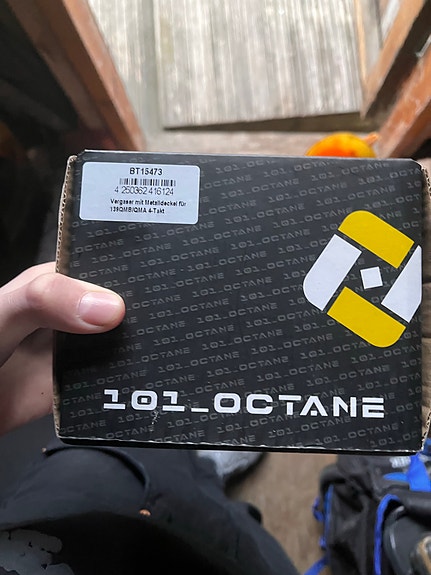 BT15473
4 250362 416124
Vergaser mit Metalldeckel für
139QMB/QMA 4-Takt
101_OCTANE